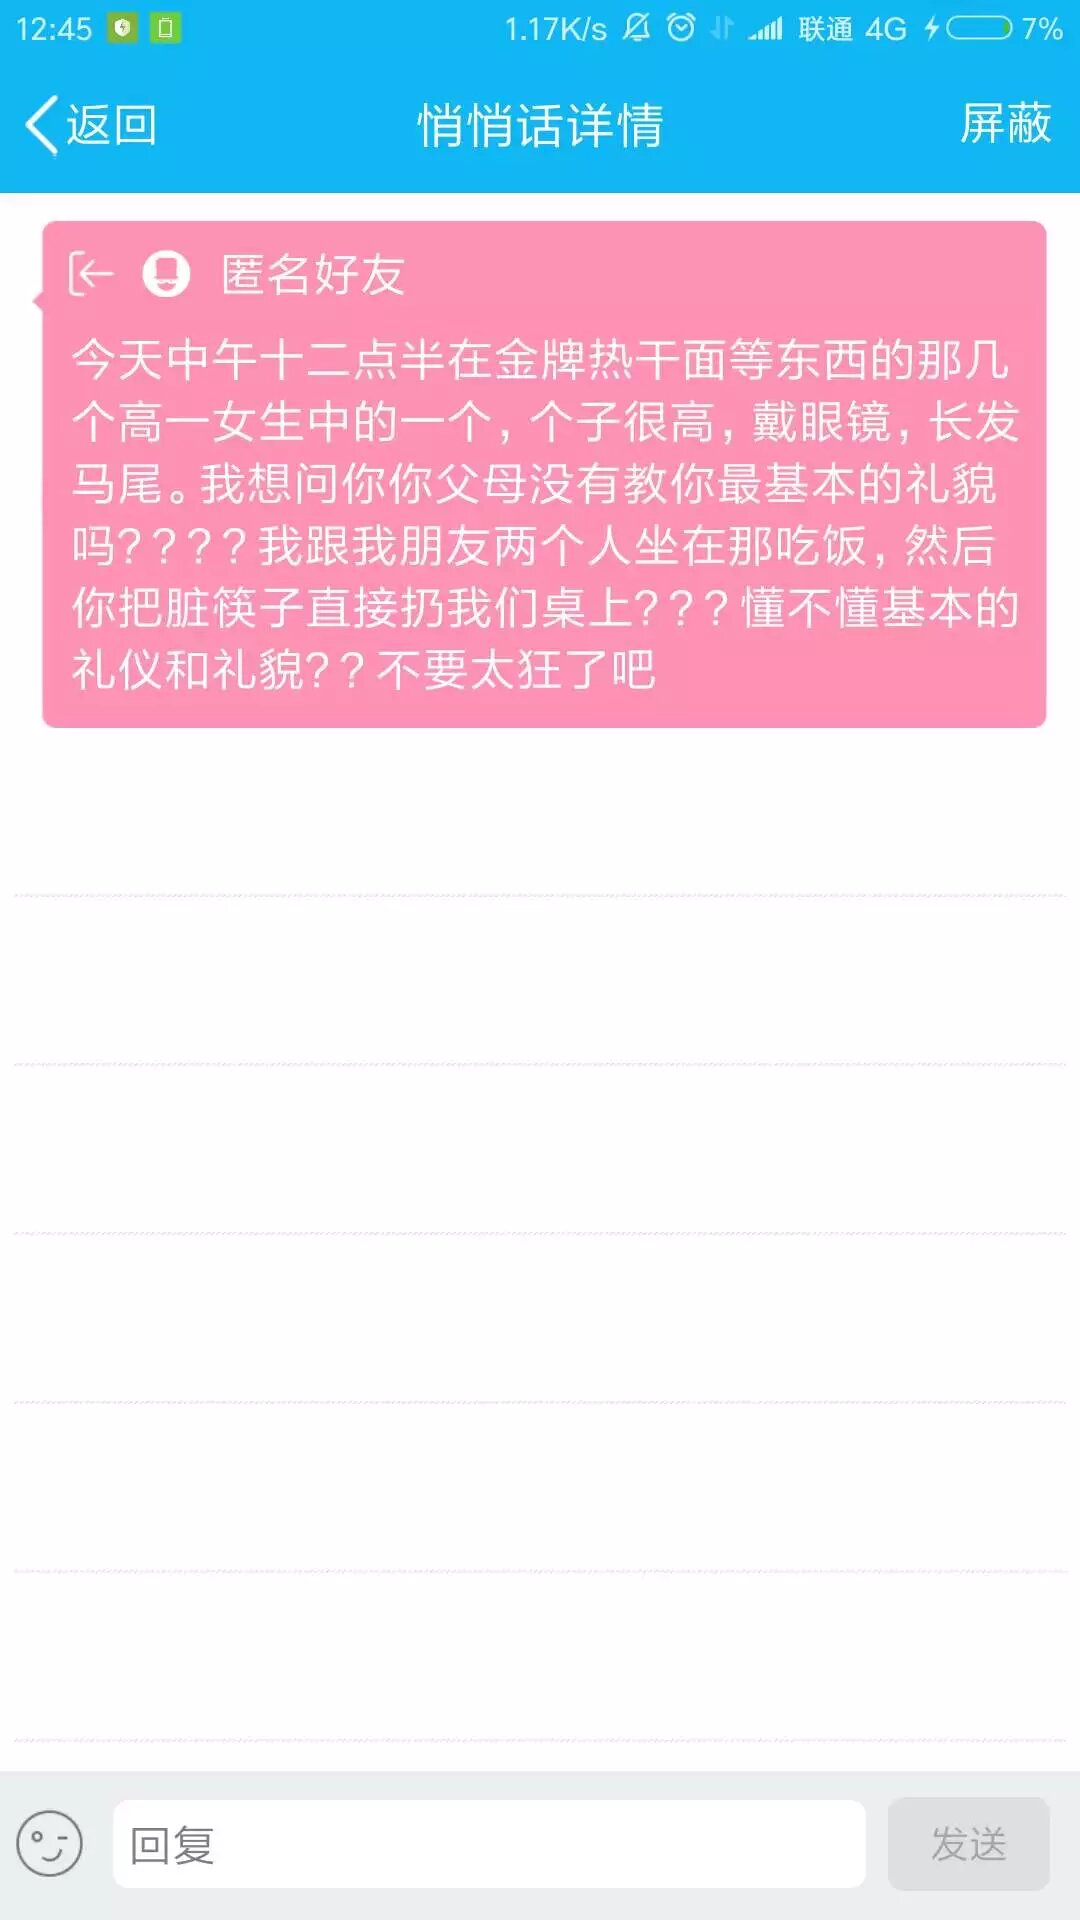 12:45 1.17K/s 联通 4G 7%
返回 悄悄话详情 屏蔽
匿名好友
今天中午十二点半在金牌热干面等东西的那几
个高一女生中的一个，个子很高，戴眼镜，长发
马尾。我想问你你父母没有教你最基本的礼貌
吗？？？？我跟我朋友两个人坐在那吃饭，然后
你把脏筷子直接扔我们桌上？？？懂不懂基本的
礼仪和礼貌？？不要太狂了吧
回复 发送